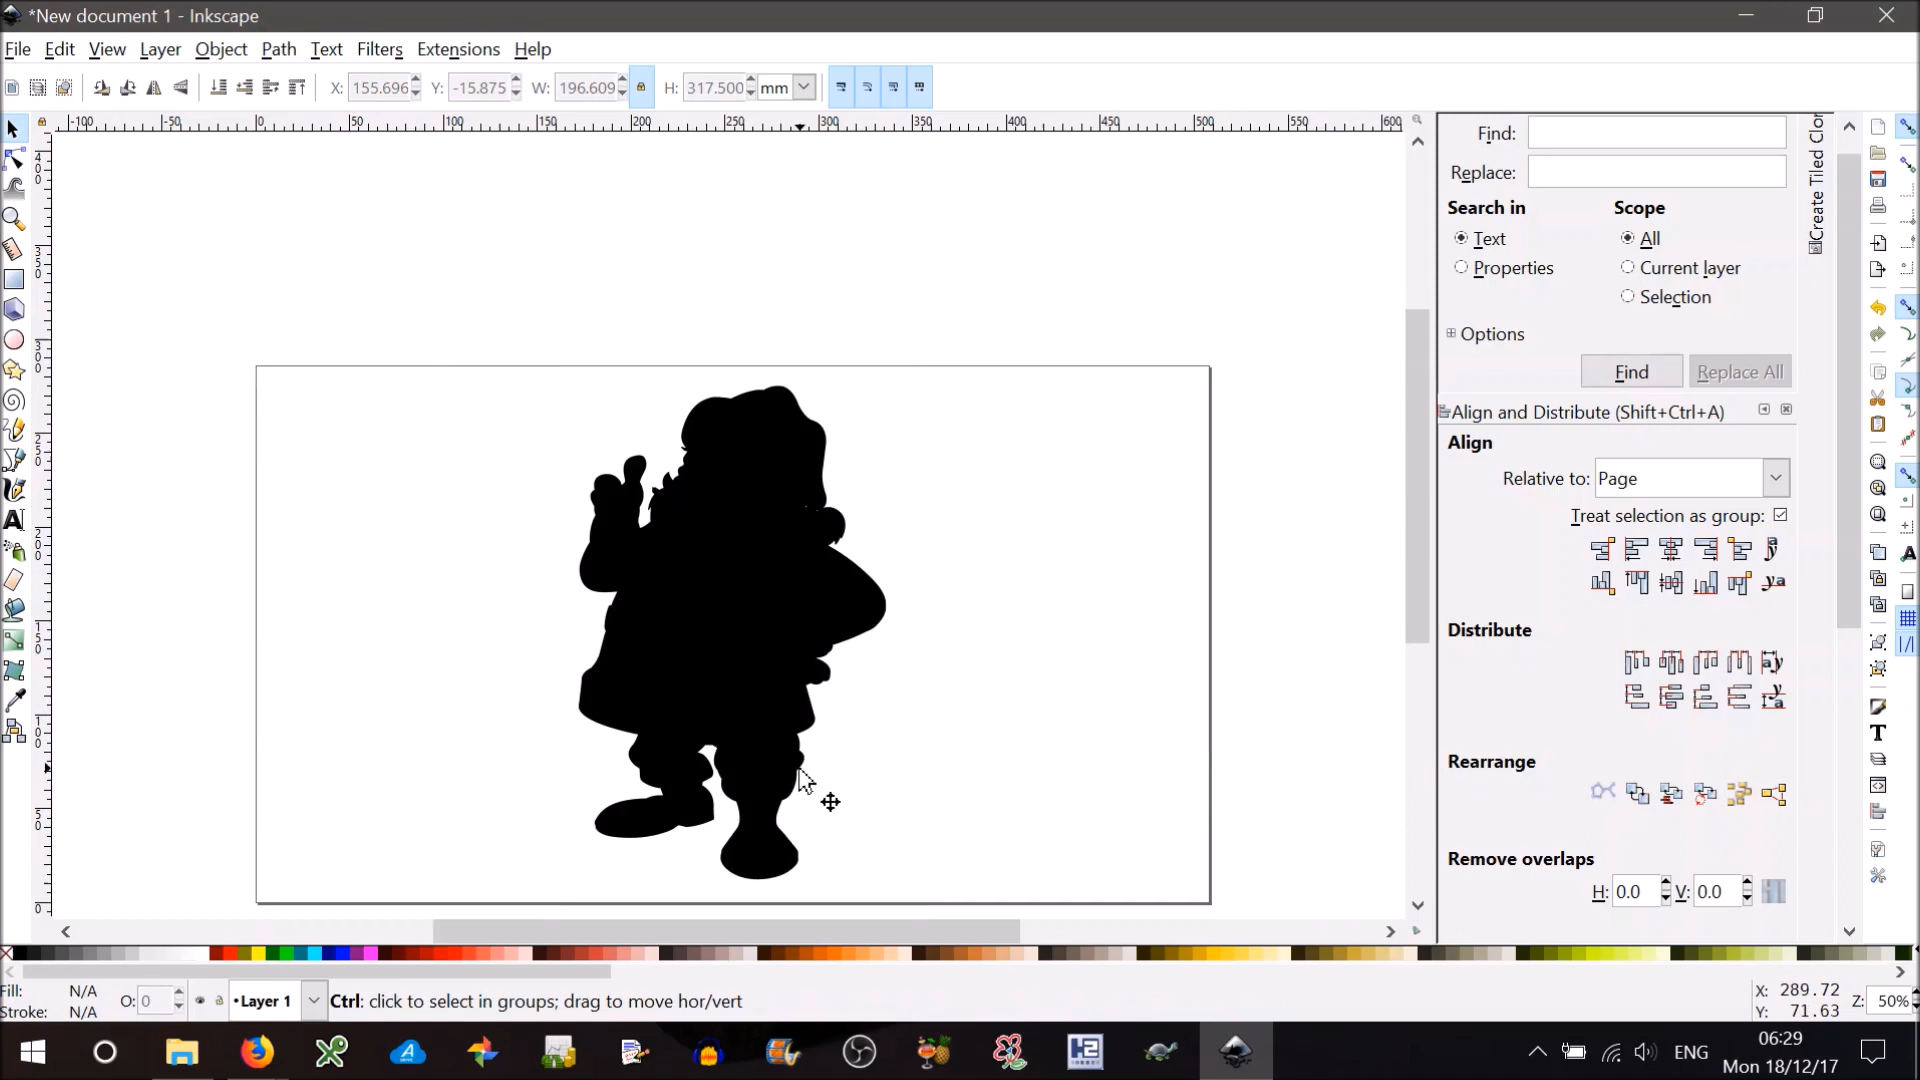 *New document 1 - Inkscape
File Edit View Layer Object Path Text Filters Extensions Help
X: 155.696 Y: -15.875 W: 196.609 H: 317.500 mm
-100 -50 0 50 100 150 200 250 300 350 400 450 500 550 600
Find:
Replace:
Search in Scope
Text All
Properties Current layer
Selection
Options
Find Replace All
Create Tiled Clon
Align and Distribute (Shift+Ctrl+A)
Align
Relative to: Page
Treat selection as group:
Distribute
Rearrange
Remove overlaps
H: 0.0 V: 0.0
Fill: N/A
Stroke: N/A
O: 0
•Layer 1
Ctrl: click to select in groups; drag to move hor/vert
X: 289.72
Y: 71.63
Z: 50%
ENG
06:29
Mon 18/12/17